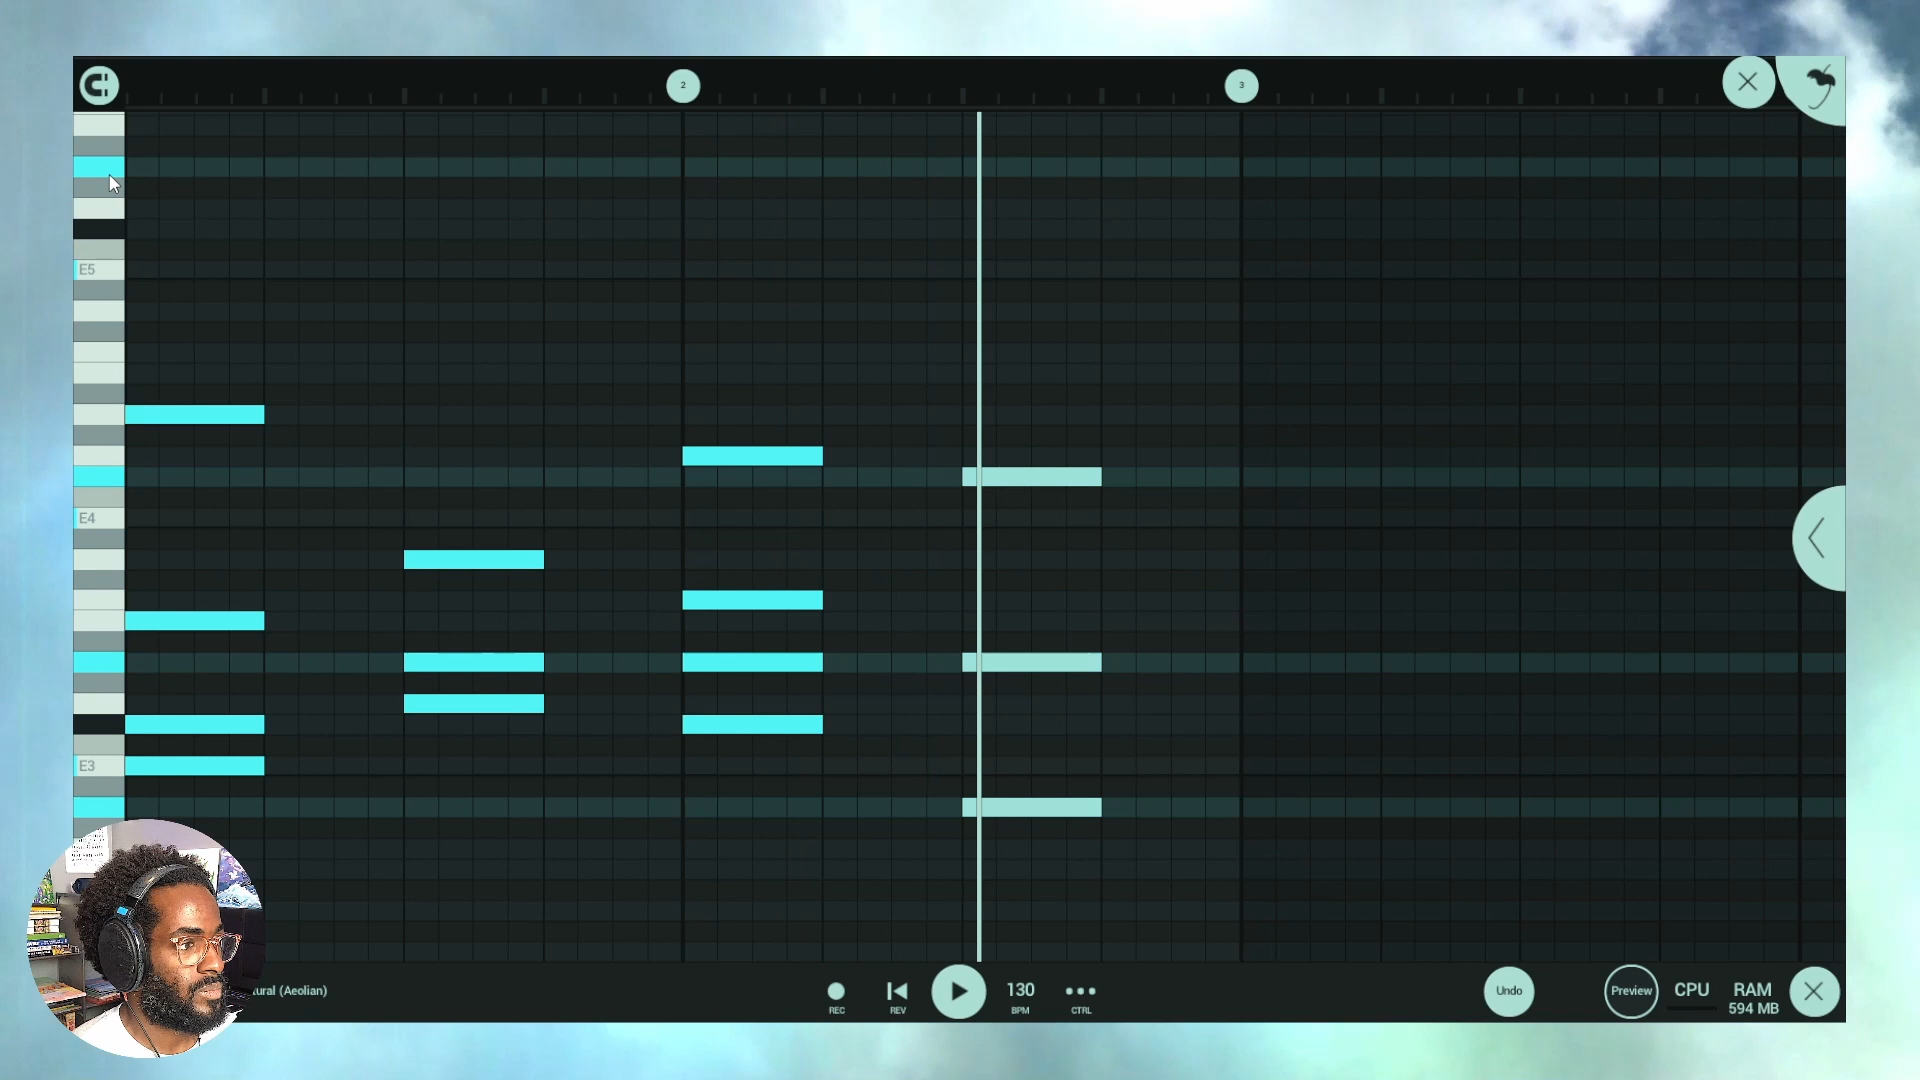 2
3
E5
E4
E3
ural (Aeolian)
REC
REV
130
BPM
CTRL
Undo
Preview
CPU
RAM
594 MB